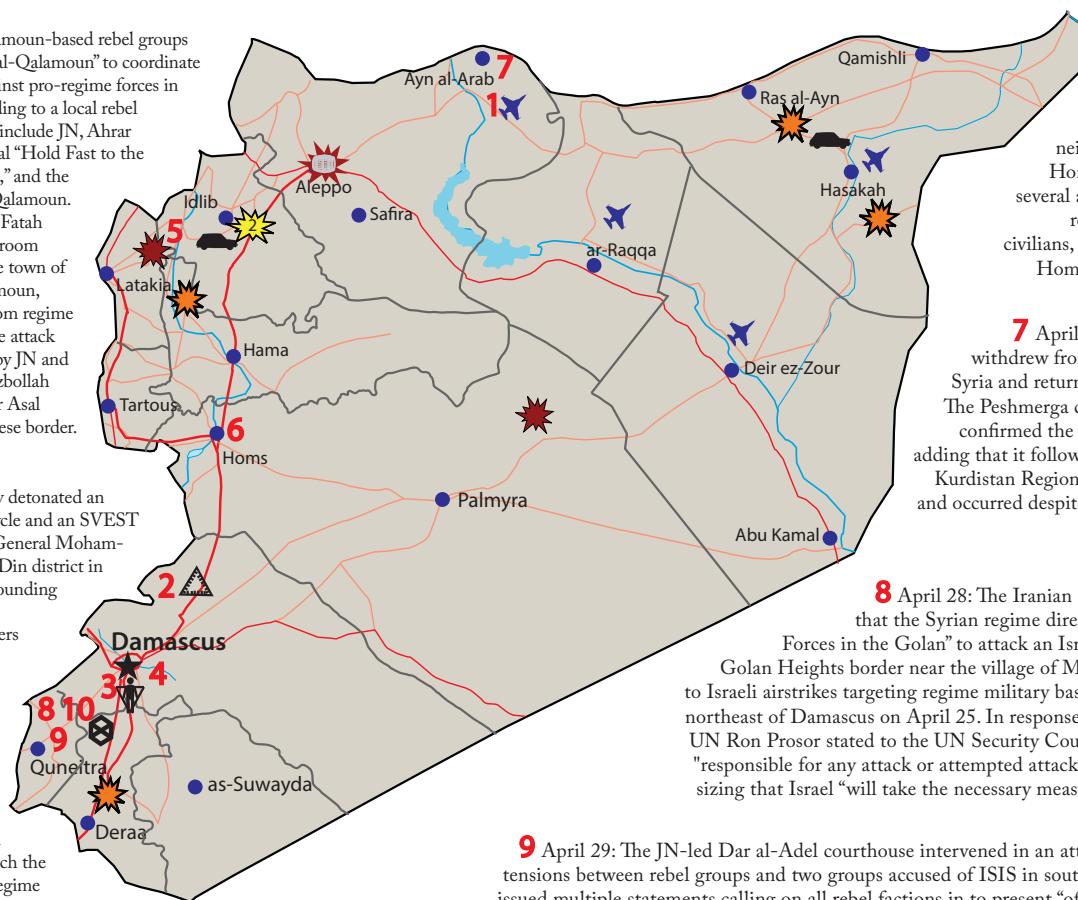 amoun-based rebel groups
al-Qalamoun” to coordinate
inst pro-regime forces in
ding to a local rebel
include JN, Ahrar
al “Hold Fast to the
,” and the
Qalamoun.
Fatah
room
e town of
moun,
om regime
e attack
by JN and
zbollah
r Asal
ese border.
y detonated an
cle and an SVEST
General Moham-
Din district in
ounding
ers
ch the
egime
Ayn al-Arab
7
1
Qamishli
Ras al-Ayn
Hasakah
Aleppo
Idlib
2
Safira
5
Latakia
ar-Raqqa
Hama
Deir ez-Zour
Tartous
6
Homs
Palmyra
Abu Kamal
2
Damascus
3
4
8 10
9
Quneitra
as-Suwayda
Deraa
nei
Hom
several a
re
civilians,
Hom
7 April
withdrew fro
Syria and return
The Peshmerga c
confirmed the
adding that it follow
Kurdistan Region
and occurred despit
8 April 28: The Iranian
that the Syrian regime dire
Forces in the Golan” to attack an Isr
Golan Heights border near the village of M
to Israeli airstrikes targeting regime military bas
northeast of Damascus on April 25. In response
UN Ron Prosor stated to the UN Security Cou
"responsible for any attack or attempted attack
sizing that Israel “will take the necessary meas
9 April 29: The JN-led Dar al-Adel courthouse intervened in an att
tensions between rebel groups and two groups accused of ISIS in sout
issued multiple statements calling on all rebel factions in to present “of